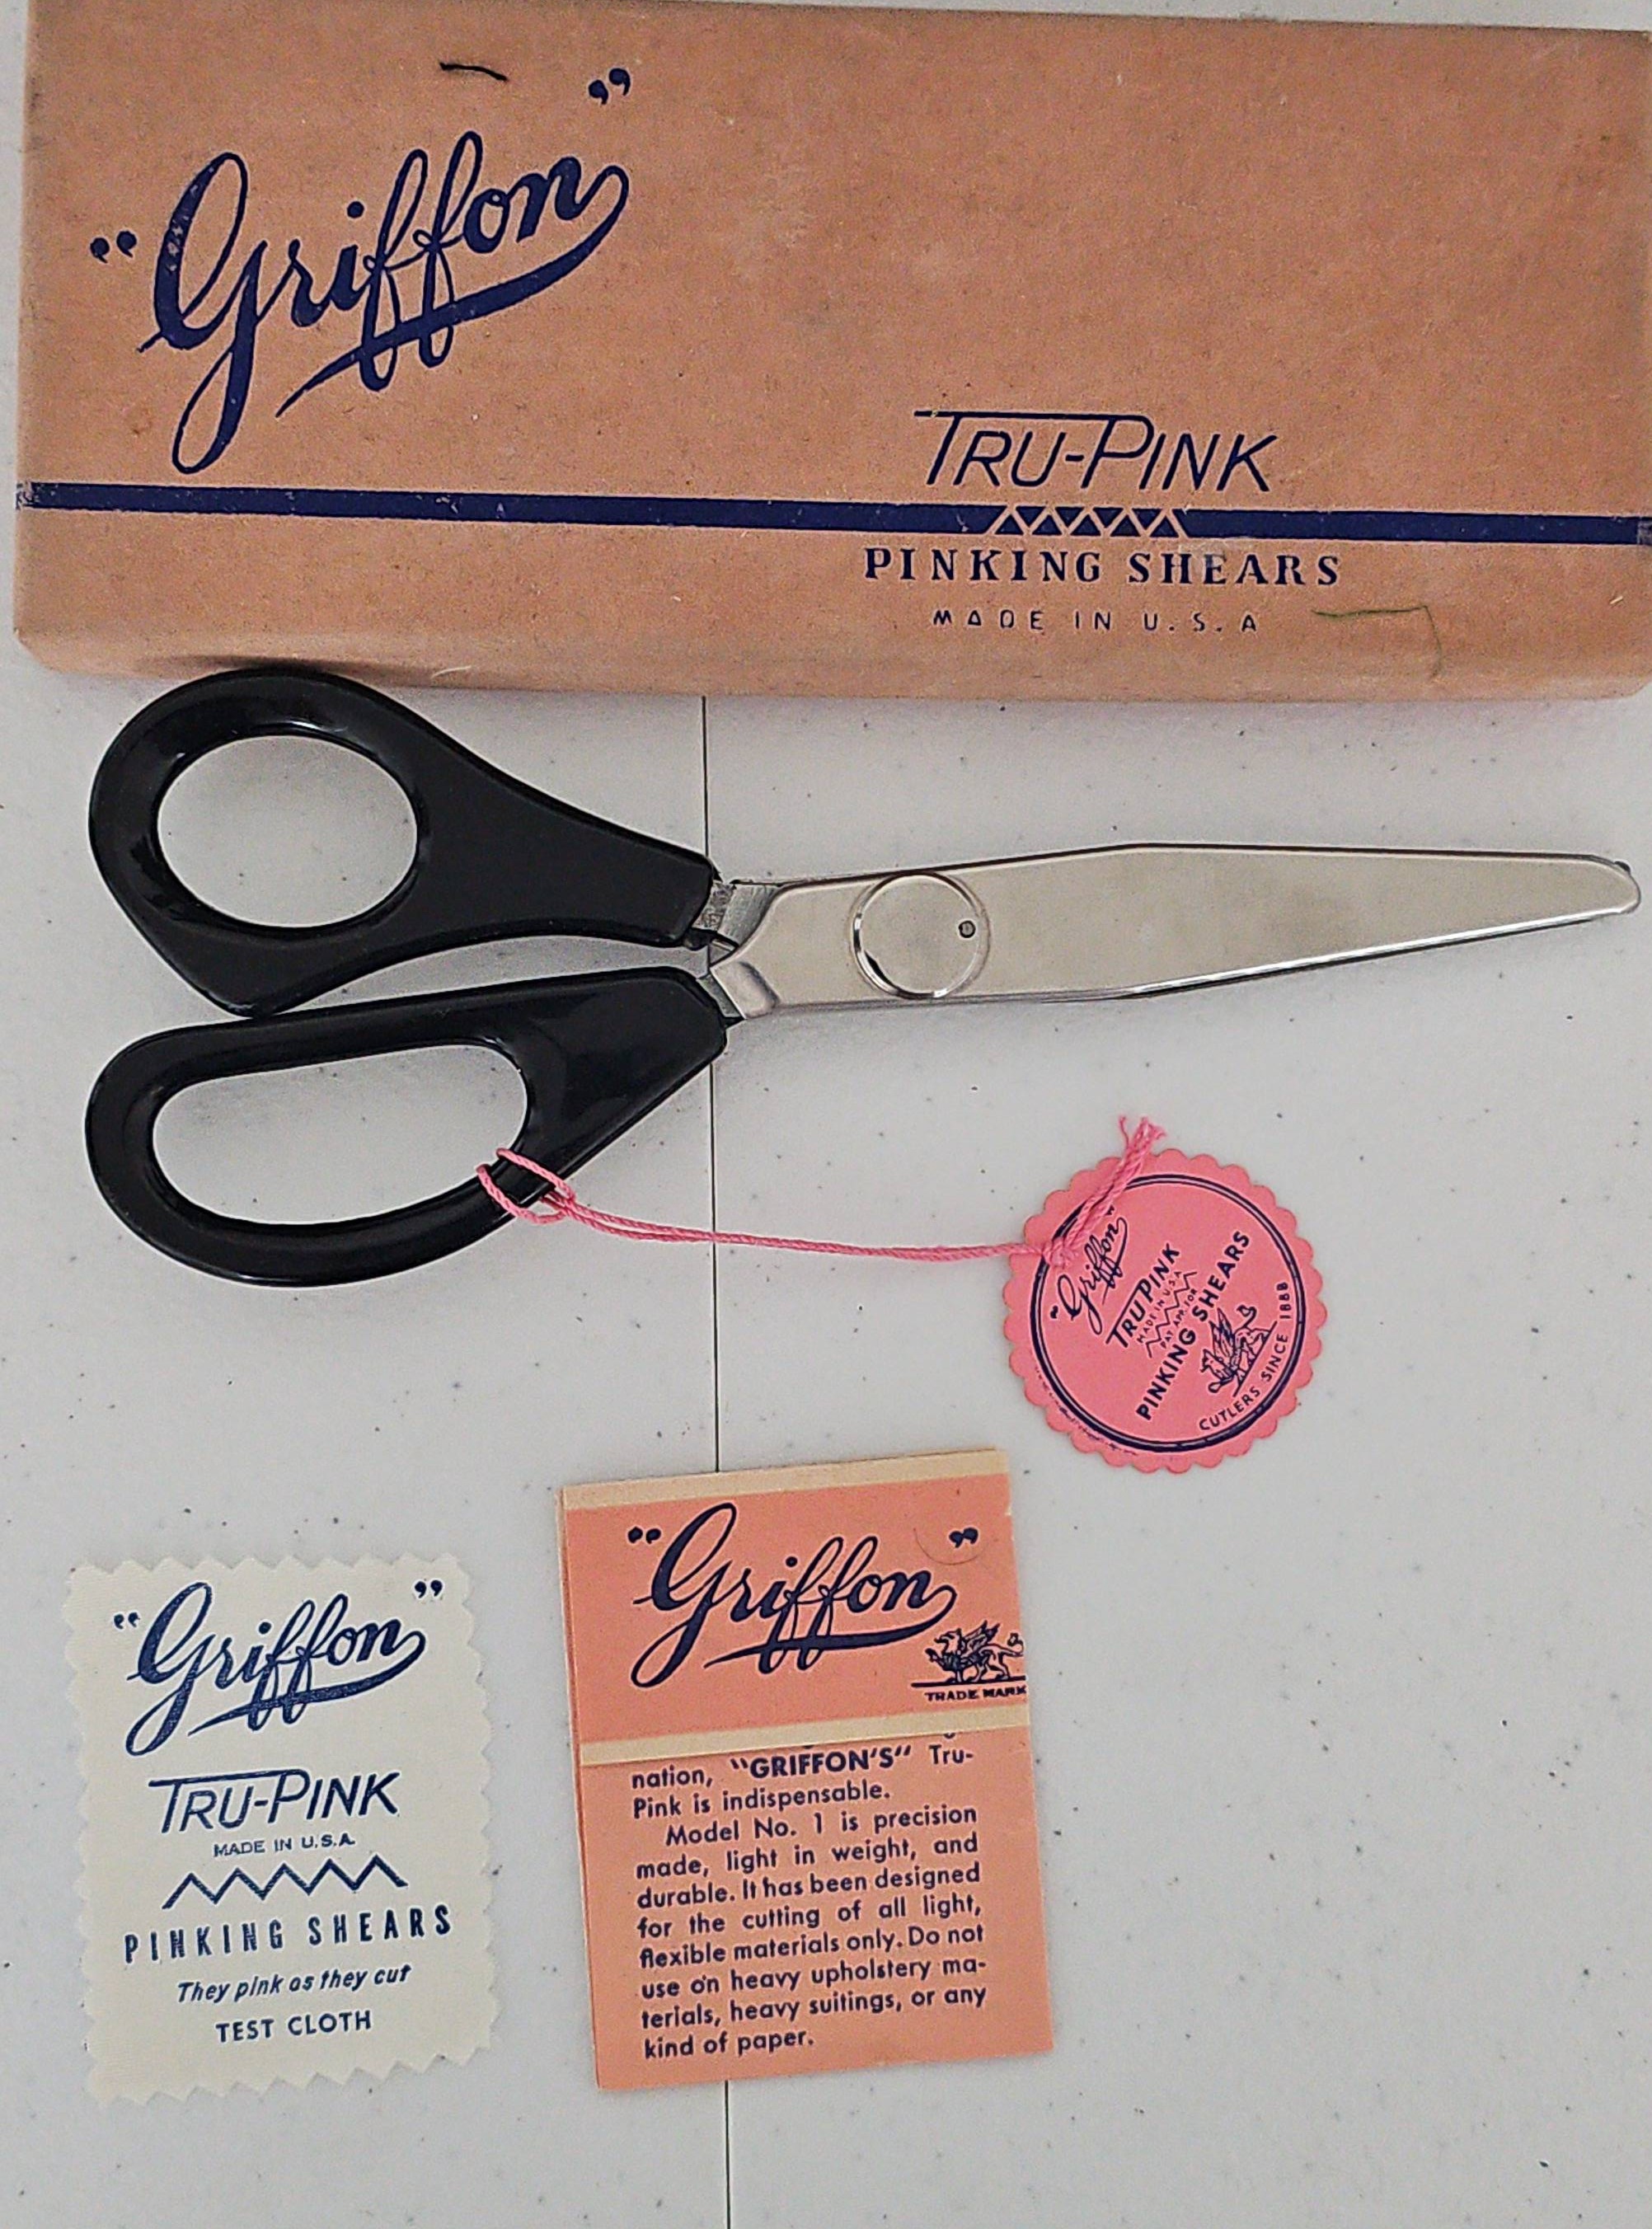 "Griffon"
TRU-PINK
PINKING SHEARS
MADE IN U.S.A
"Griffon"
TRU PINK
MADE IN U.S.A
PAT. APP. FOR
PINKING SHEARS
CUTLERS SINCE 1888
"Griffon"
TRADE MARK
nation, "GRIFFON'S" Tru-
Pink is indispensable.
Model No. 1 is precision
made, light in weight, and
durable. It has been designed
for the cutting of all light,
flexible materials only. Do not
use on heavy upholstery ma-
terials, heavy suitings, or any
kind of paper.
"Griffon"
TRU-PINK
MADE IN U.S.A.
PINKING SHEARS
They pink as they cut
TEST CLOTH